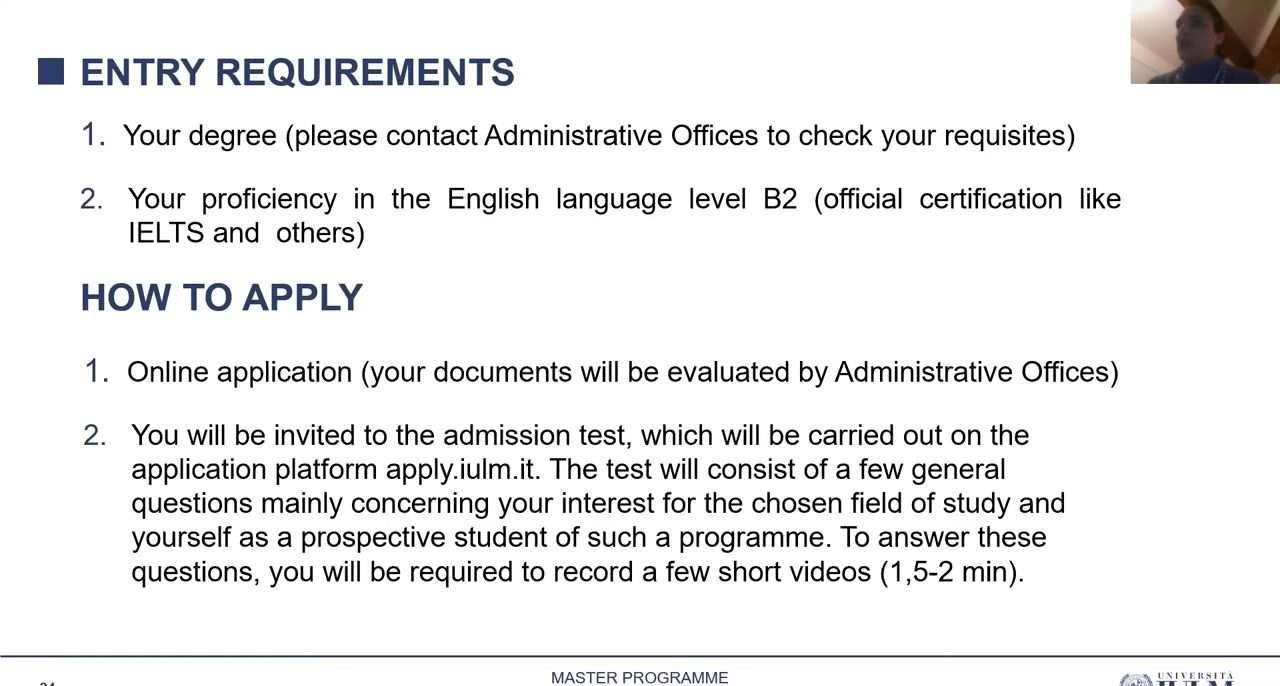 ENTRY REQUIREMENTS
1. Your degree (please contact Administrative Offices to check your requisites)
2. Your proficiency in the English language level B2 (official certification like
IELTS and others)
HOW TO APPLY
1. Online application (your documents will be evaluated by Administrative Offices)
2. You will be invited to the admission test, which will be carried out on the
application platform apply.iulm.it. The test will consist of a few general
questions mainly concerning your interest for the chosen field of study and
yourself as a prospective student of such a programme. To answer these
questions, you will be required to record a few short videos (1,5-2 min).
MASTER PROGRAMME
UNIVERSITÀ